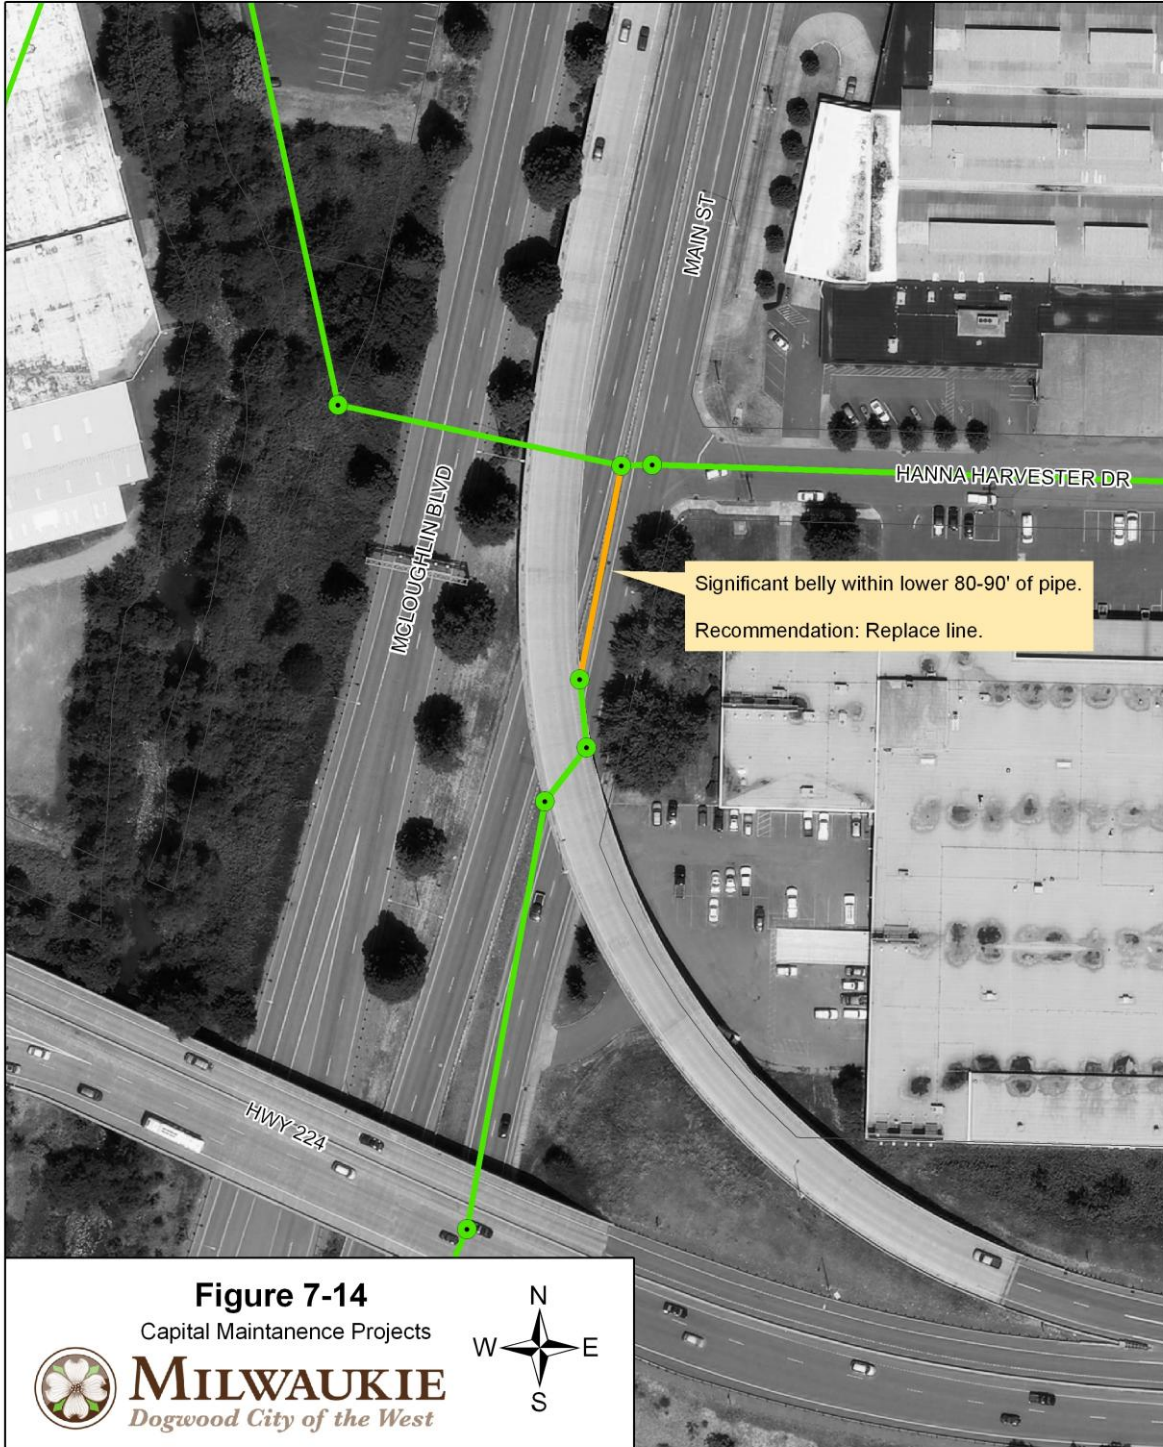 MAIN ST
HANNA HARVESTER DR
MCLOUGHLIN BLVD
Significant belly within lower 80-90' of pipe.
Recommendation: Replace line.
HWY 224
Figure 7-14
Capital Maintanence Projects
MILWAUKIE
Dogwood City of the West
N
W
E
S